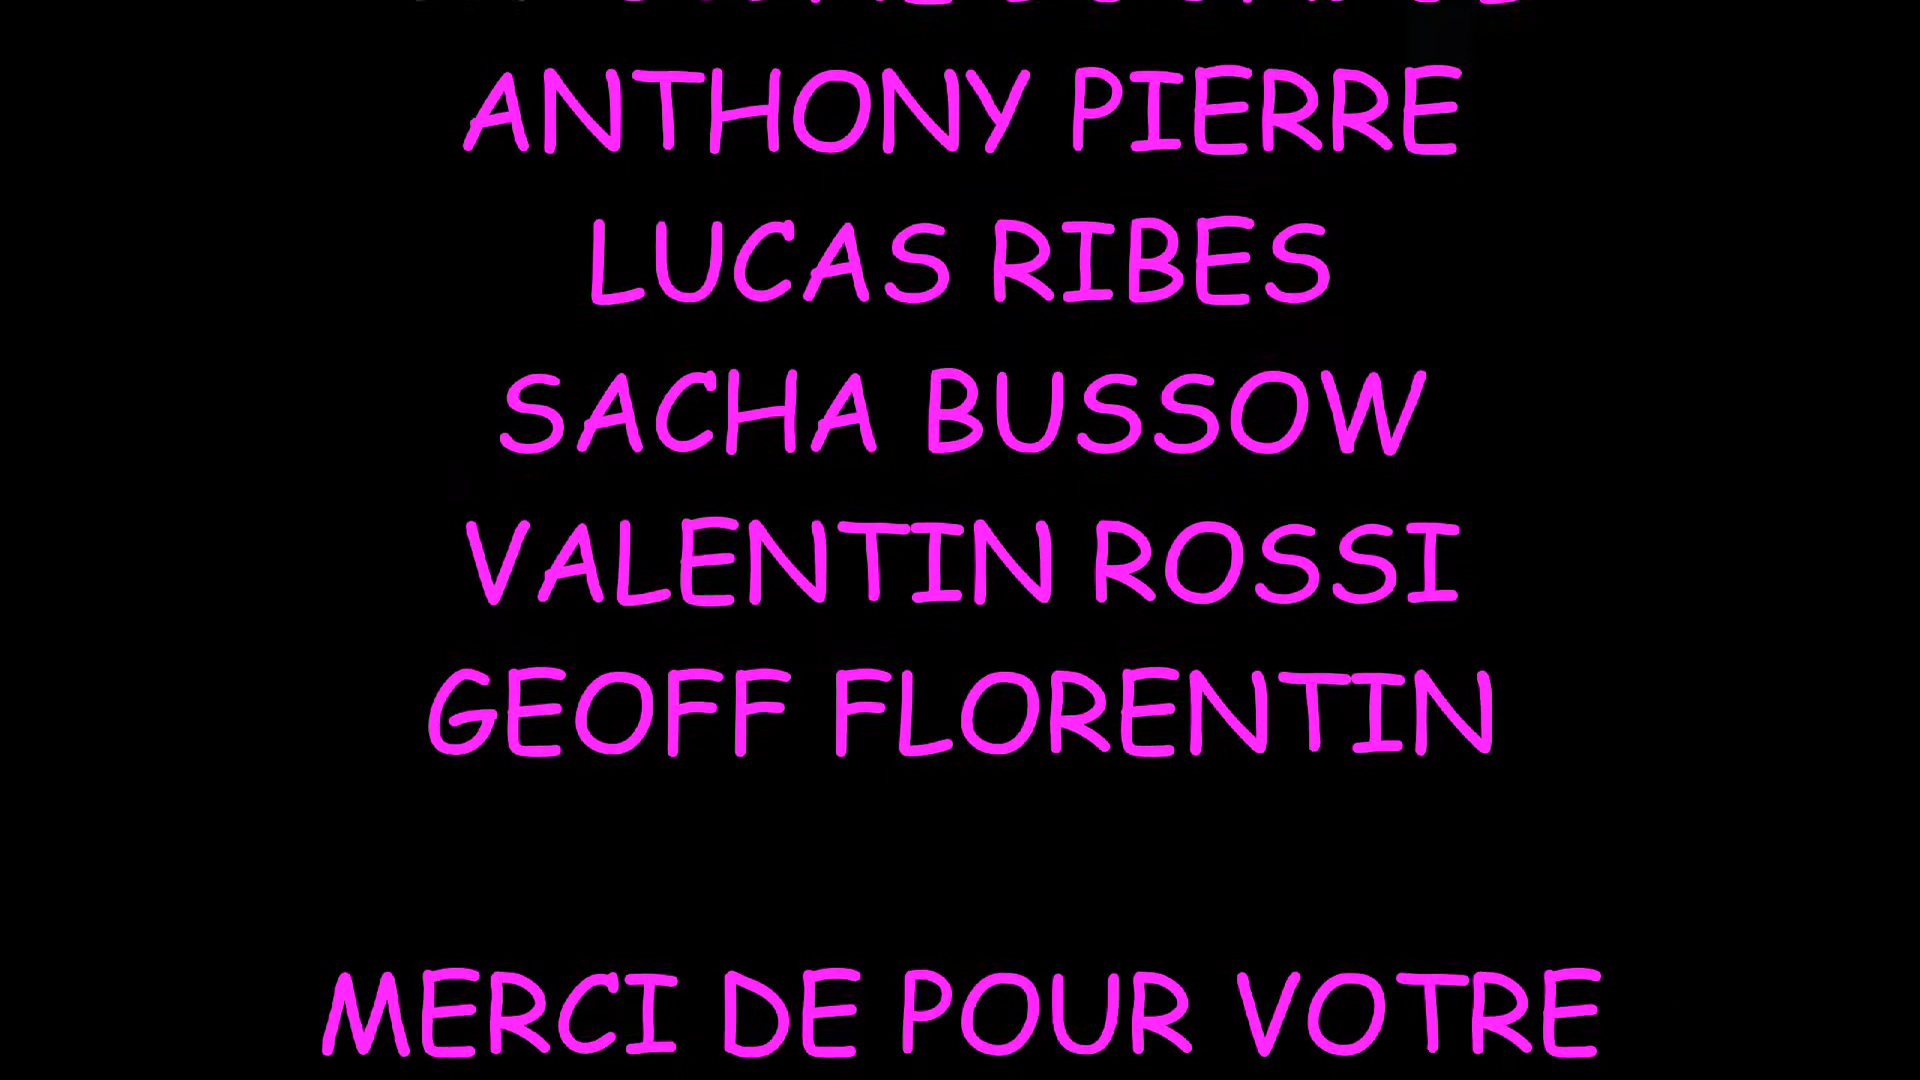 ANTHONY PIERRE
LUCAS RIBES
SACHA BUSSOW
VALENTIN ROSSI
GEOFF FLORENTIN
MERCI DE POUR VOTRE